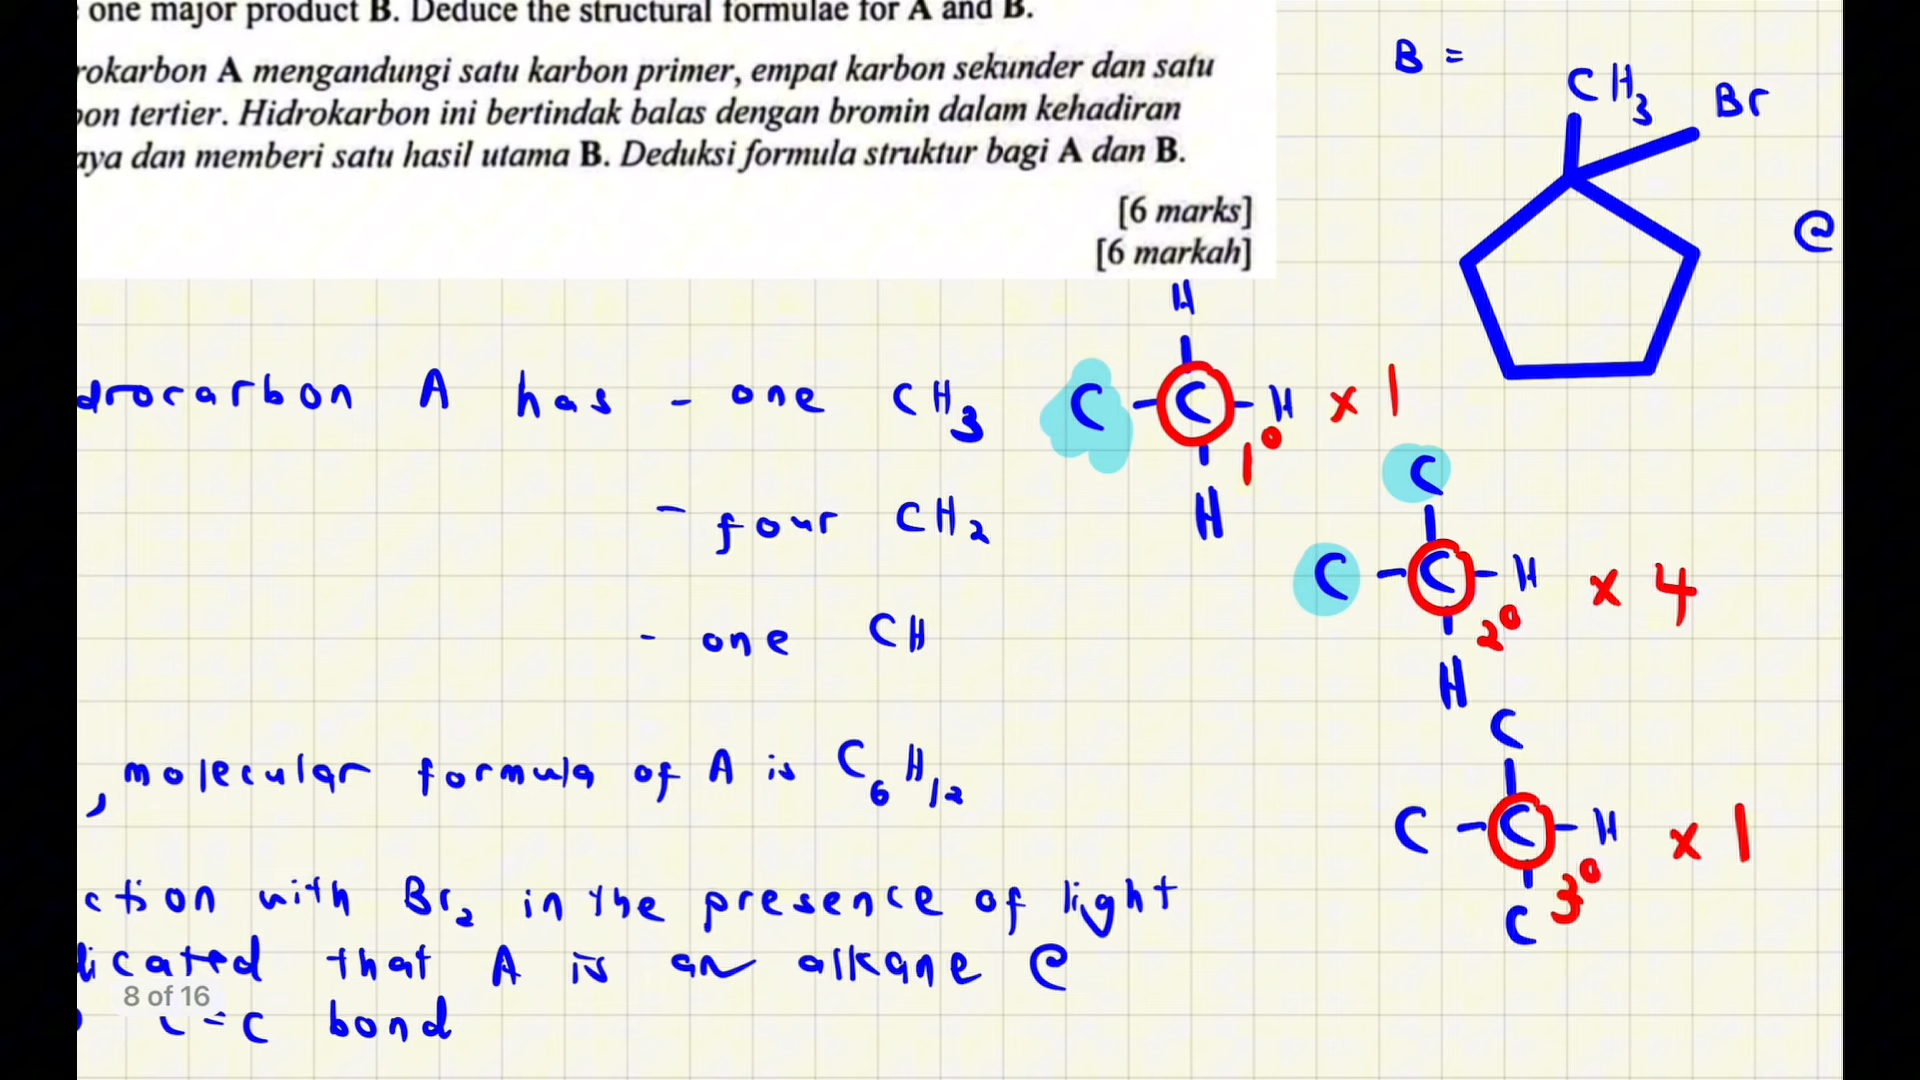 one major product B. Deduce the structural formulae for A and B.
rokarbon A mengandungi satu karbon primer, empat karbon sekunder dan satu
on tertier. Hidrokarbon ini bertindak balas dengan bromin dalam kehadiran
aya dan memberi satu hasil utama B. Deduksi formula struktur bagi A dan B.
[6 marks]
[6 markah]
B =
CH3 Br
@
drocarbon A has - one CH3
H
C - C - H x 1
1°
H
- four CH2
C
C - C - H x 4
2°
H
- one CH
C
C - C - H x 1
3°
C
, molecular formula of A is C6H12
ction with Br2 in the presence of light
licated that A is an alkane @
C=C bond
8 of 16